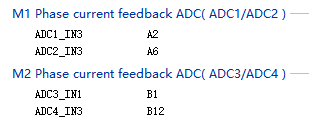 M1 Phase current feedback ADC( ADC1/ADC2 )
ADC1_IN3 A2
ADC2_IN3 A6
M2 Phase current feedback ADC( ADC3/ADC4 )
ADC3_IN1 B1
ADC4_IN3 B12